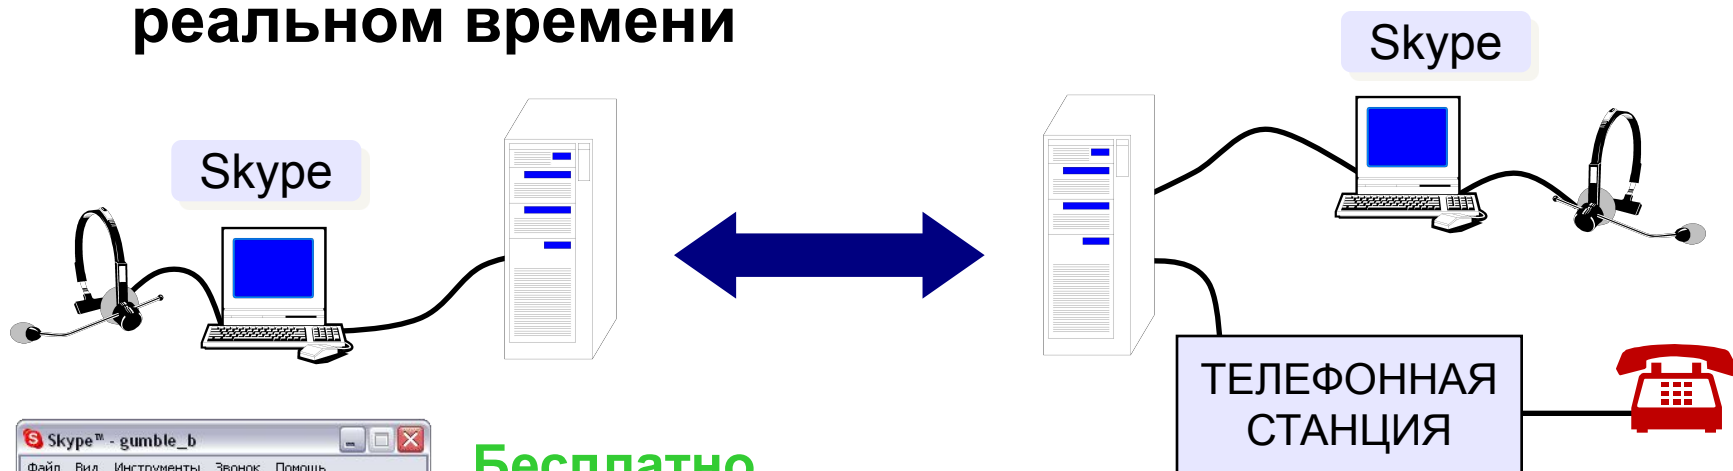 реальном времени
Skype
Skype
ТЕЛЕФОННАЯ
СТАНЦИЯ
Skype™ - gumble_b
Файл Вид Инструменты Звонок Помощь
Бесплатно